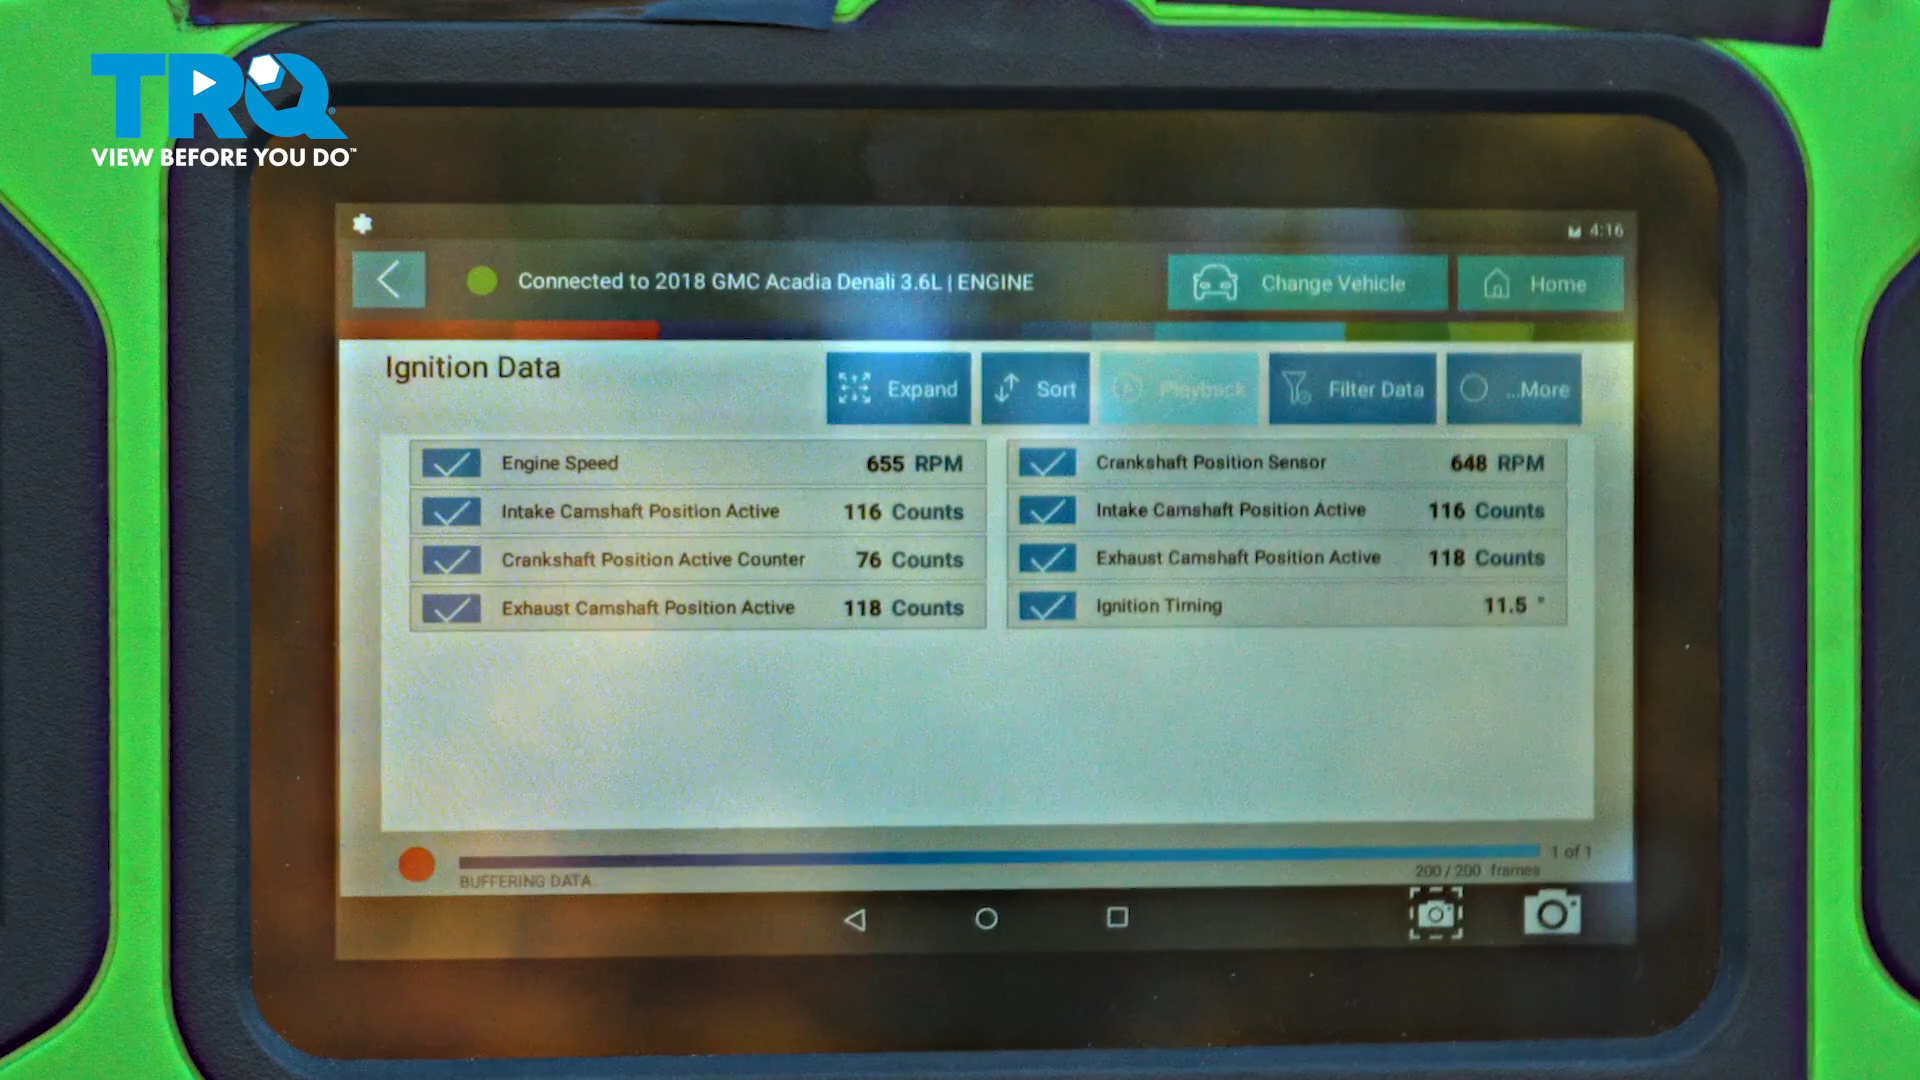 TRQ®
VIEW BEFORE YOU DO™
4:16
Connected to 2018 GMC Acadia Denali 3.6L | ENGINE
Change Vehicle
Home
Ignition Data
Expand
Sort
Playback
Filter Data
...More
Engine Speed 655 RPM
Crankshaft Position Sensor 648 RPM
Intake Camshaft Position Active 116 Counts
Intake Camshaft Position Active 116 Counts
Crankshaft Position Active Counter 76 Counts
Exhaust Camshaft Position Active 118 Counts
Exhaust Camshaft Position Active 118 Counts
Ignition Timing 11.5 °
1 of 1
BUFFERING DATA
200 / 200 frames